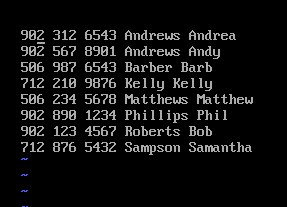 902 312 6543 Andrews Andrea
902 567 8901 Andrews Andy
506 987 6543 Barber Barb
712 210 9876 Kelly Kelly
506 234 5678 Matthews Matthew
902 890 1234 Phillips Phil
902 123 4567 Roberts Bob
712 876 5432 Sampson Samantha
~
~
~
~